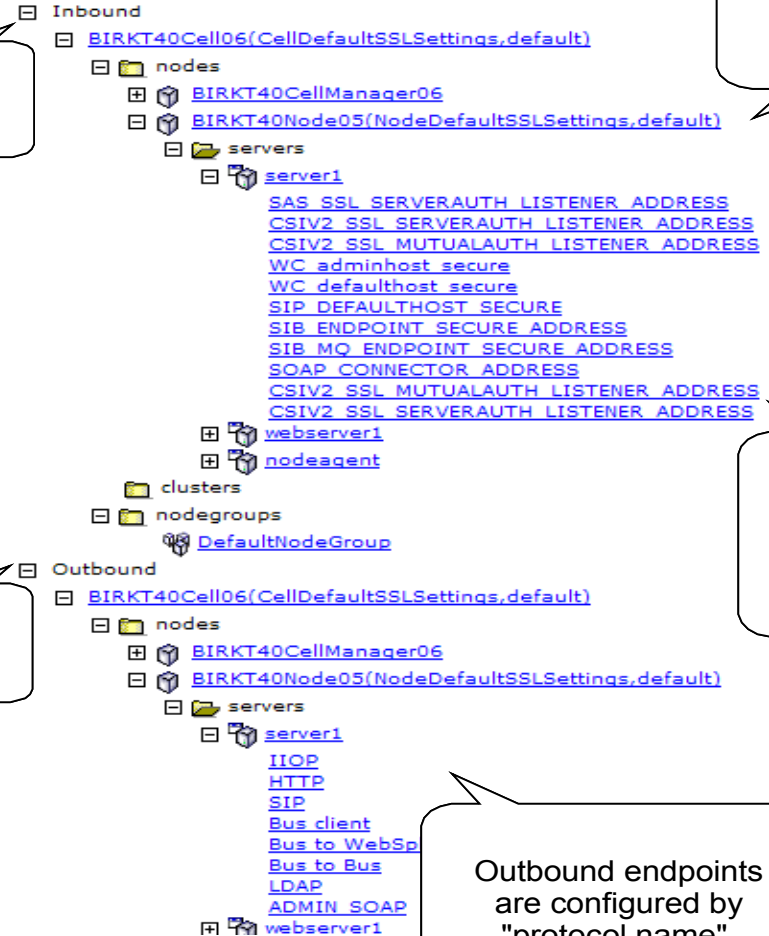 Inbound
BIRKT40Cell06(CellDefaultSSLSettings,default)
nodes
BIRKT40CellManager06
BIRKT40Node05(NodeDefaultSSLSettings,default)
servers
server1
SAS_SSL_SERVERAUTH_LISTENER_ADDRESS
CSIV2_SSL_SERVERAUTH_LISTENER_ADDRESS
CSIV2_SSL_MUTUALAUTH_LISTENER_ADDRESS
WC_adminhost_secure
WC_defaulthost_secure
SIP_DEFAULTHOST_SECURE
SIB_ENDPOINT_SECURE_ADDRESS
SIB_MQ_ENDPOINT_SECURE_ADDRESS
SOAP_CONNECTOR_ADDRESS
CSIV2_SSL_MUTUALAUTH_LISTENER_ADDRESS
CSIV2_SSL_SERVERAUTH_LISTENER_ADDRESS
webserver1
nodeagent
clusters
nodegroups
DefaultNodeGroup
Outbound
BIRKT40Cell06(CellDefaultSSLSettings,default)
nodes
BIRKT40CellManager06
BIRKT40Node05(NodeDefaultSSLSettings,default)
servers
server1
IIOP
HTTP
SIP
Bus client
Bus to WebSp
Bus to Bus
LDAP
ADMIN_SOAP
webserver1
Outbound endpoints
are configured by
"protocol name"